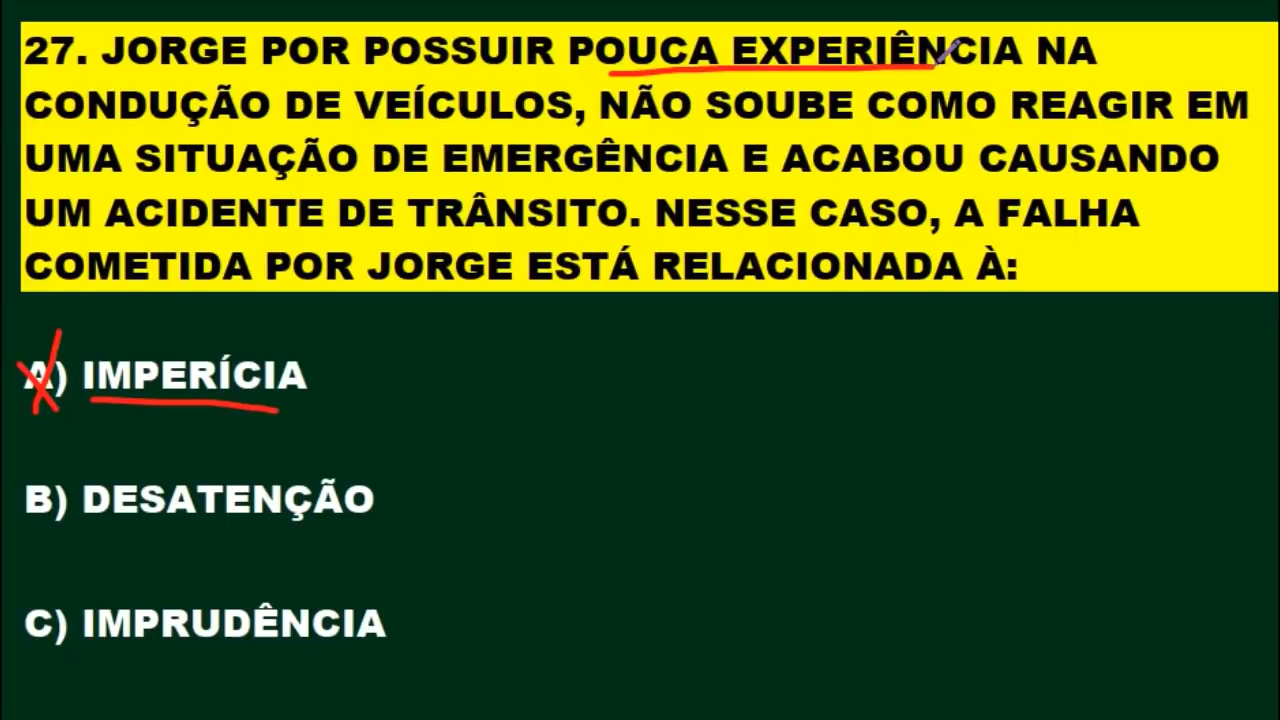 27. JORGE POR POSSUIR POUCA EXPERIÊNCIA NA
CONDUÇÃO DE VEÍCULOS, NÃO SOUBE COMO REAGIR EM
UMA SITUAÇÃO DE EMERGÊNCIA E ACABOU CAUSANDO
UM ACIDENTE DE TRÂNSITO. NESSE CASO, A FALHA
COMETIDA POR JORGE ESTÁ RELACIONADA À:
A) IMPERÍCIA
B) DESATENÇÃO
C) IMPRUDÊNCIA